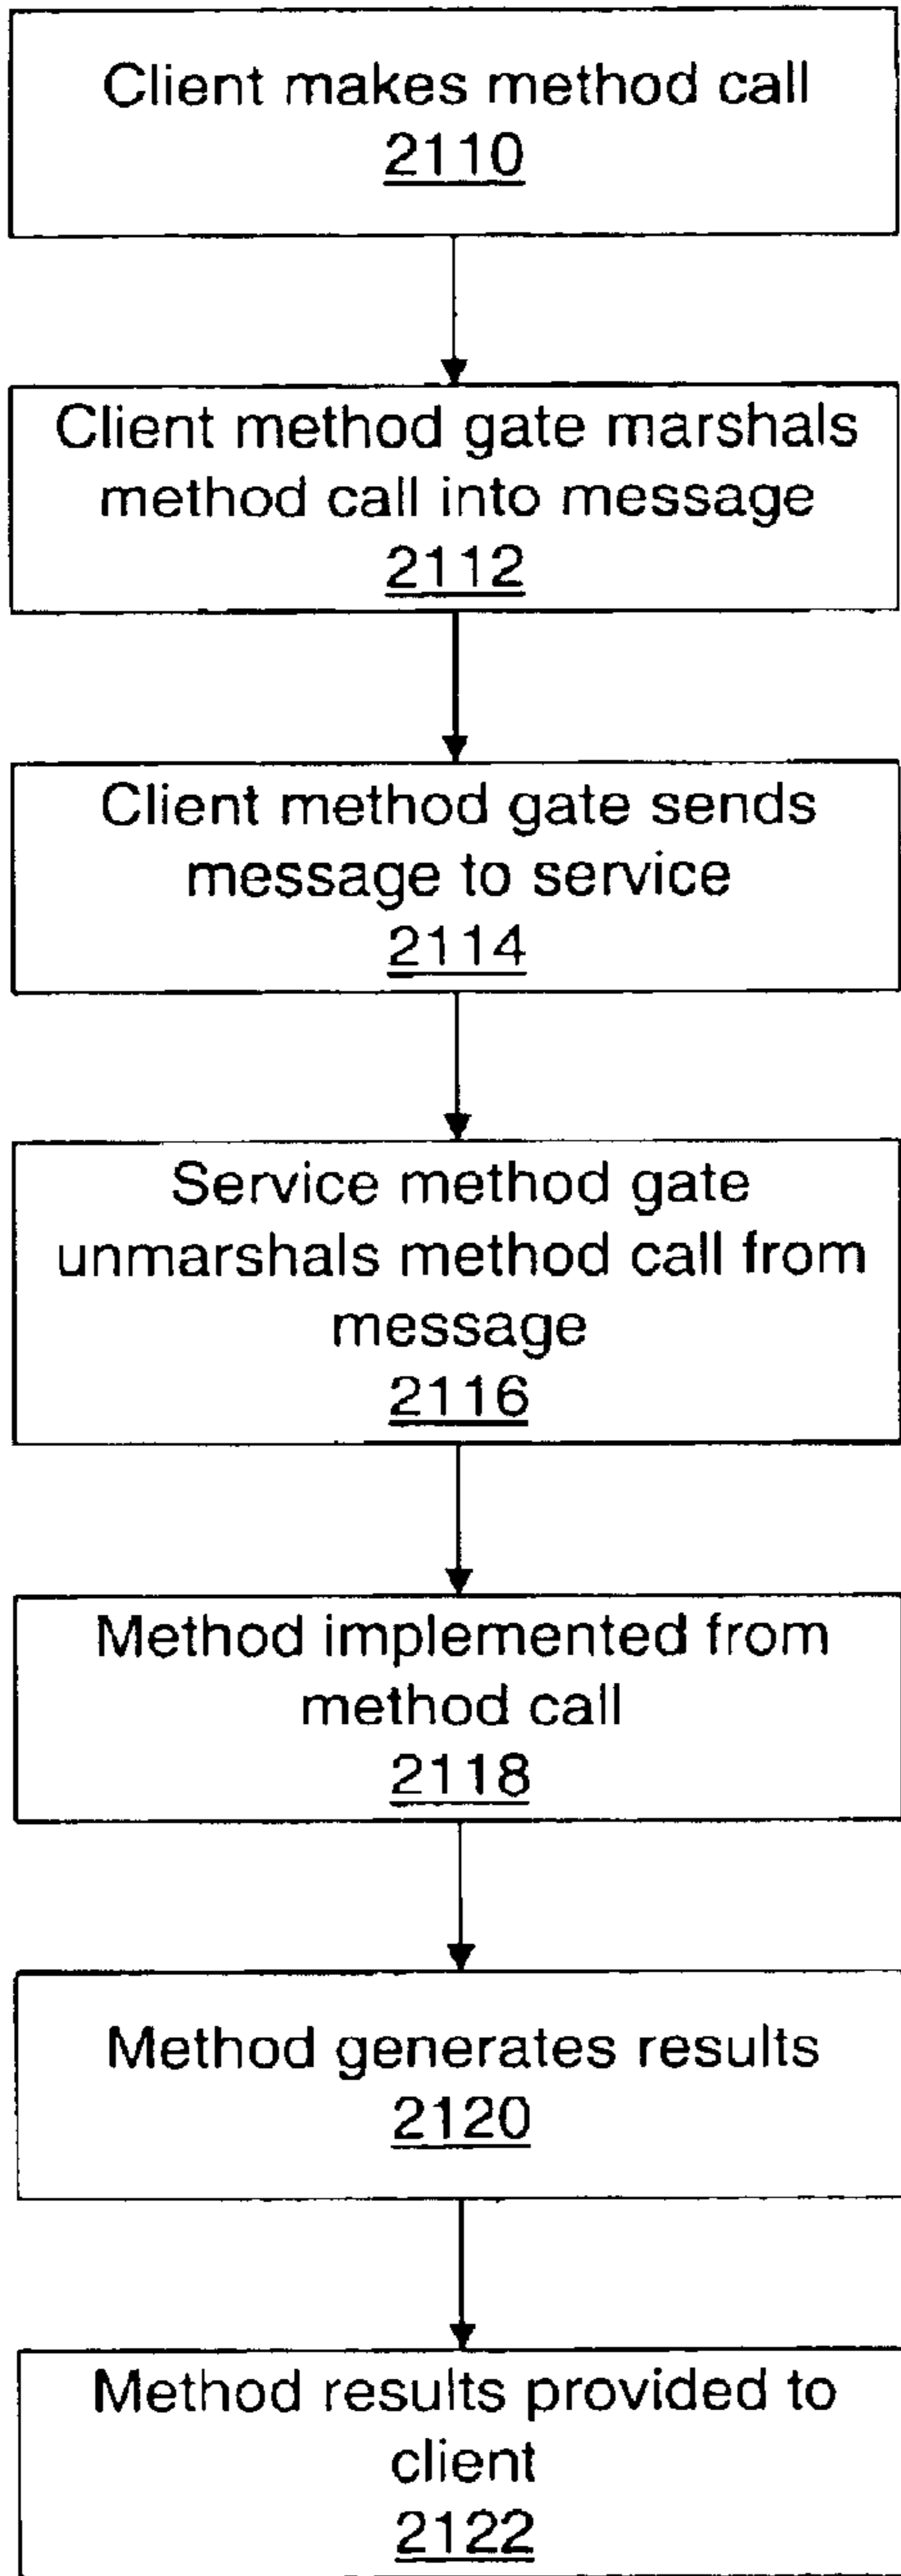 Client makes method call
2110
Client method gate marshals
method call into message
2112
Client method gate sends
message to service
2114
Service method gate
unmarshals method call from
message
2116
Method implemented from
method call
2118
Method generates results
2120
Method results provided to
client
2122